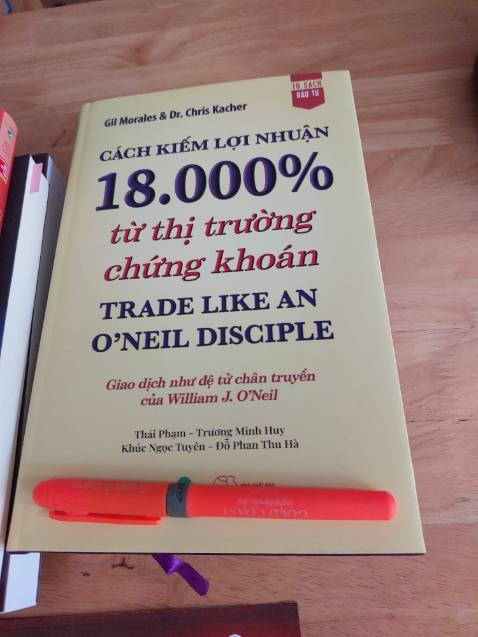 TỦ SÁCH
ĐẦU TƯ
Gil Morales & Dr. Chris Kacher
CÁCH KIẾM LỢI NHUẬN
18.000%
từ thị trường
chứng khoán
TRADE LIKE AN
O'NEIL DISCIPLE
Giao dịch như đệ tử chân truyền
của William J. O'Neil
Thái Phạm - Trương Minh Huy
Khúc Ngọc Tuyên - Đỗ Phan Thu Hà
GOLD COAST